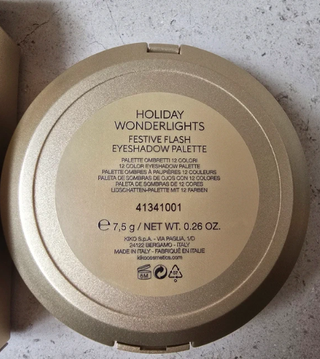 HOLIDAY
WONDERLIGHTS
FESTIVE FLASH
EYESHADOW PALETTE
PALETTE OMBRETTI 12 COLORI
12 COLOR EYESHADOW PALETTE
PALETTE OMBRES À PAUPIÈRES 12 COULEURS
PALETA DE SOMBRAS DE OJOS CON 12 COLORES
PALETA DE SOMBRAS DE 12 CORES
LIDSCHATTEN-PALETTE MIT 12 FARBEN
41341001
e 7,5 g / NET WT. 0.26 OZ.
KIKO S.p.A. - VIA PAGLIA, 1/D
24122 BERGAMO - ITALY
MADE IN ITALY - FABRIQUÉ EN ITALIE
kikocosmetics.com